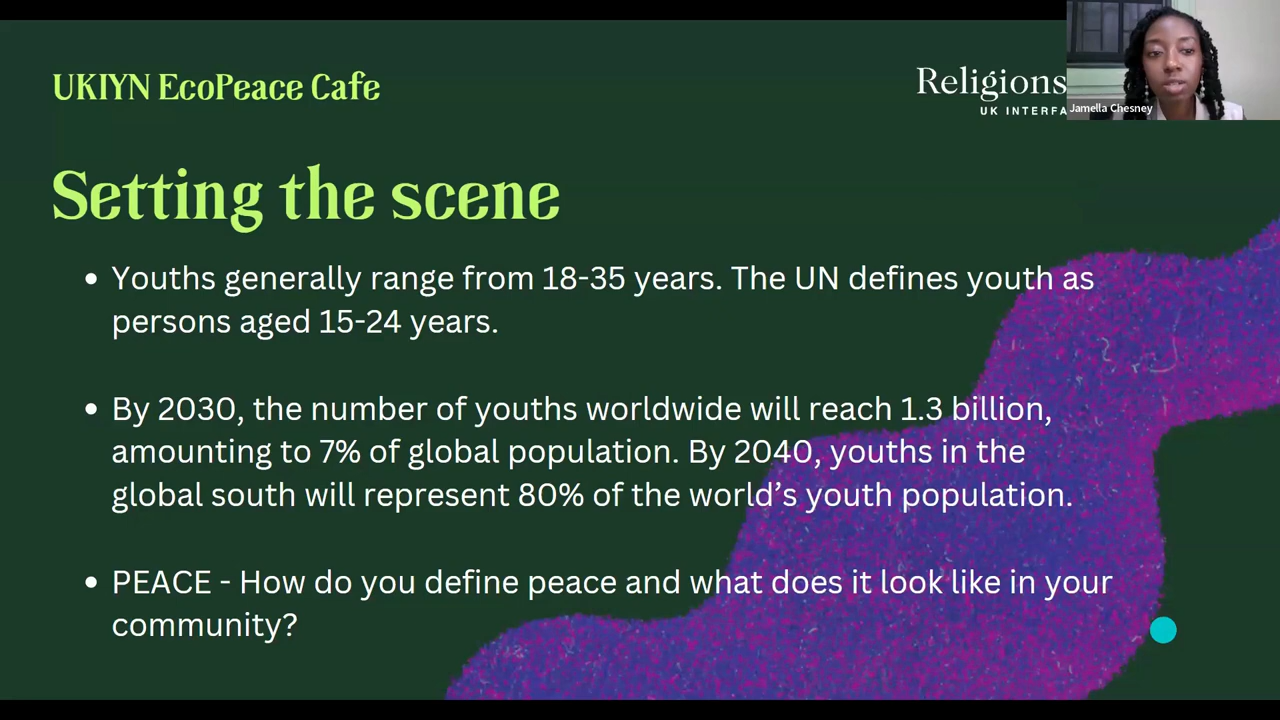 UKIYN EcoPeace Cafe
Religions
UK INTERFA
Jamella Chesney
Setting the scene
• Youths generally range from 18-35 years. The UN defines youth as
persons aged 15-24 years.
• By 2030, the number of youths worldwide will reach 1.3 billion,
amounting to 7% of global population. By 2040, youths in the
global south will represent 80% of the world’s youth population.
• PEACE - How do you define peace and what does it look like in your
community?